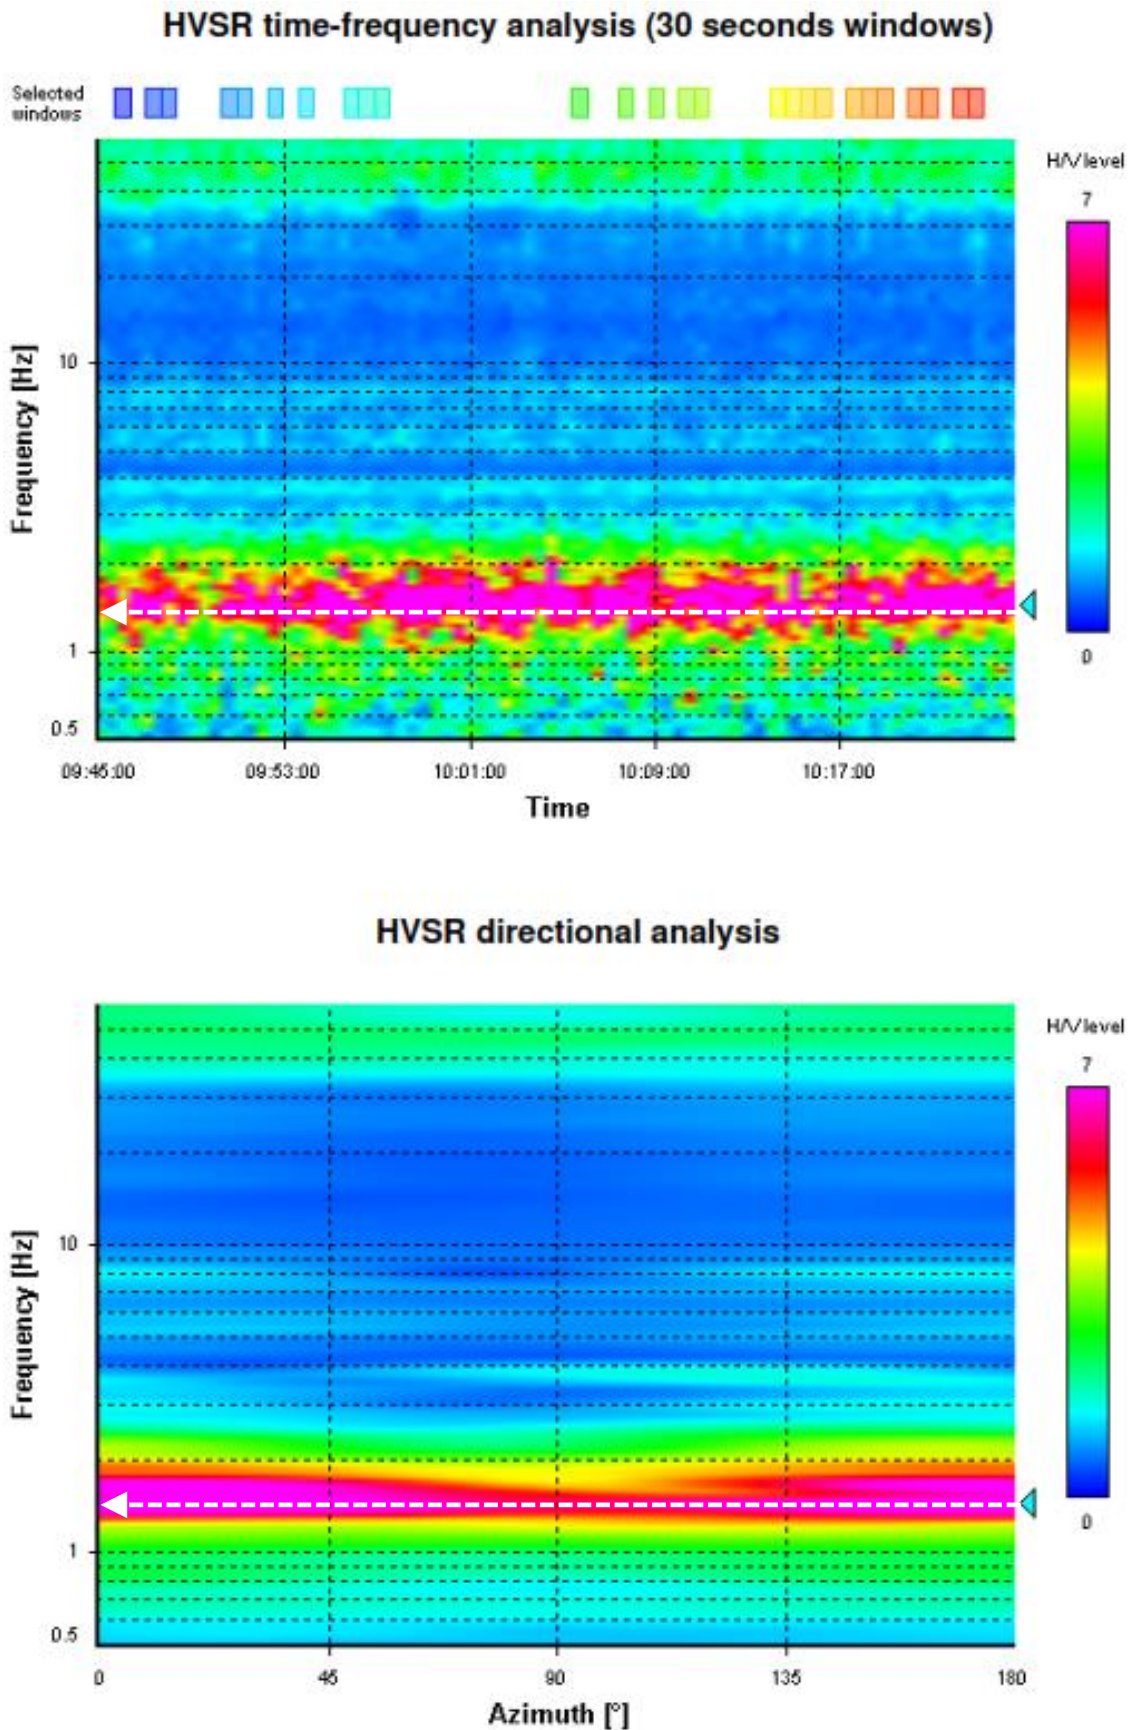 HVSR time-frequency analysis (30 seconds windows)
Selected
windows
H/V level
7
0
Frequency [Hz]
10
1
0.5
09:45:00 09:53:00 10:01:00 10:09:00 10:17:00
Time
HVSR directional analysis
H/V level
7
0
Frequency [Hz]
10
1
0.5
0 45 90 135 180
Azimuth [°]